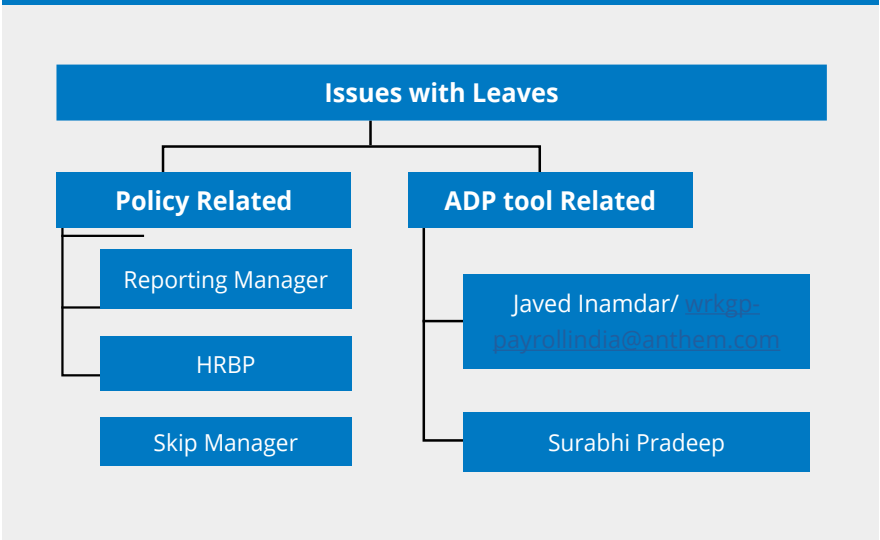 Issues with Leaves
Policy Related
Reporting Manager
HRBP
Skip Manager
ADP tool Related
Javed Inamdar/ wrkgp-
payrollindia@anthem.com
Surabhi Pradeep